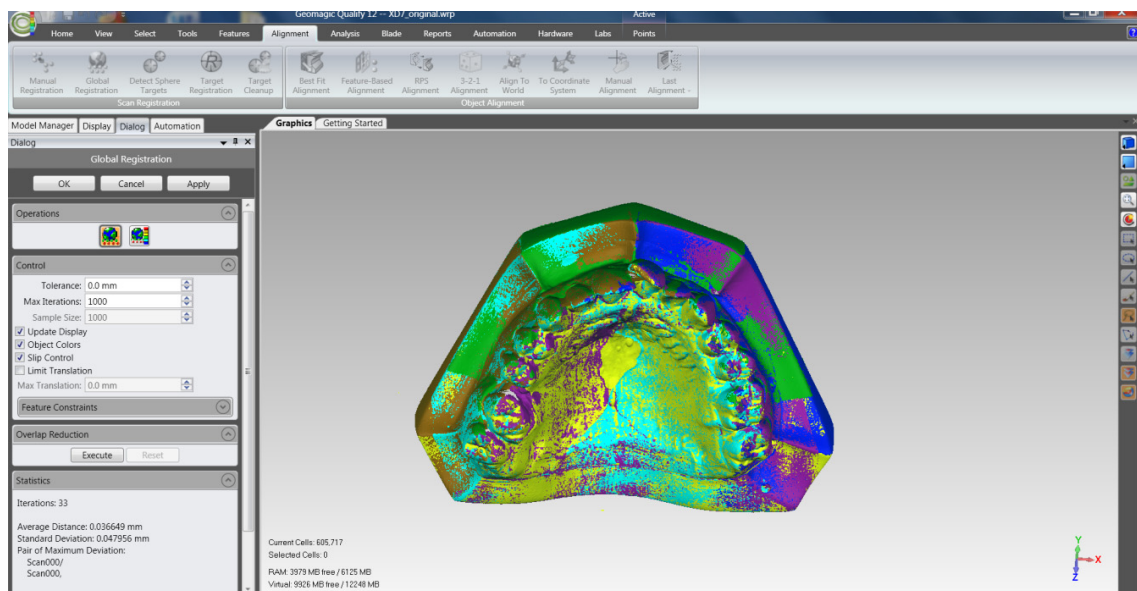 Geomagic Qualify 12 -- XD7_original.wrp
Active
Home View Select Tools Features Alignment Analysis Blade Reports Automation Hardware Labs Points
Manual Registration
Global Registration
Detect Sphere Targets
Target Registration
Target Cleanup
Best Fit Alignment
Feature-Based Alignment
RPS Alignment
3-2-1 Alignment
Align To World
To Coordinate System
Manual Alignment
Last Alignment
Scan Registration
Object Alignment
Model Manager Display Dialog Automation
Graphics Getting Started
Dialog
Global Registration
OK Cancel Apply
Operations
Control
Tolerance: 0.0 mm
Max Iterations: 1000
Sample Size: 1000
Update Display
Object Colors
Slip Control
Limit Translation
Max Translation: 0.0 mm
Feature Constraints
Overlap Reduction
Execute Reset
Statistics
Iterations: 33
Average Distance: 0.036649 mm
Standard Deviation: 0.047956 mm
Pair of Maximum Deviation:
Scan000/
Scan000,
Current Cells: 605,717
Selected Cells: 0
RAM: 3979 MB free / 6125 MB
Virtual: 9926 MB free / 12248 MB
Y
X
Z